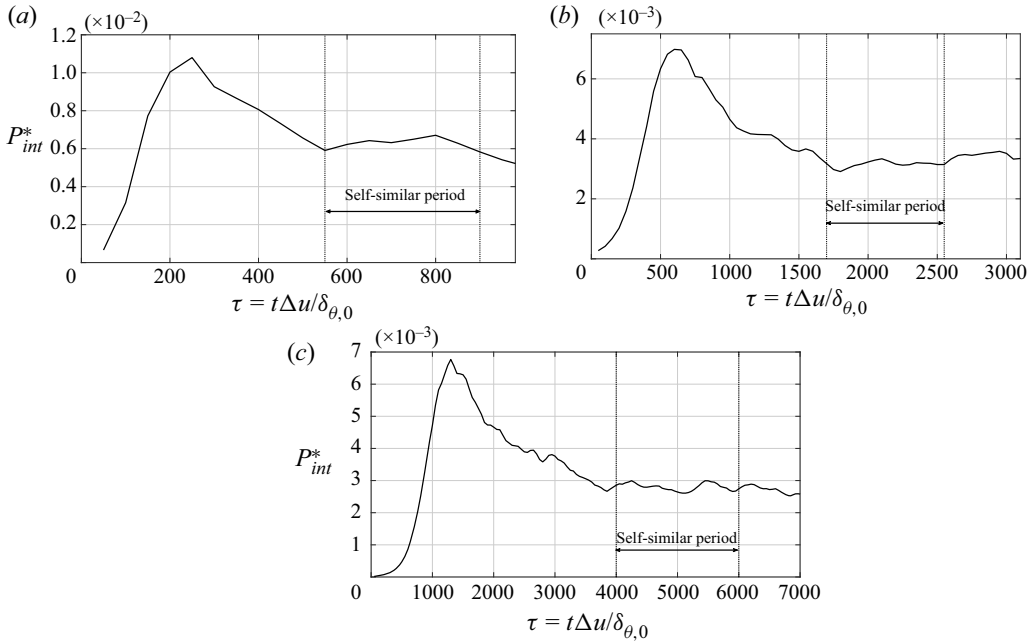 (a)
(×10⁻²)
1.2
1.0
0.8
0.6
0.4
0.2
P*int
Self-similar period
0 200 400 600 800
τ = tΔu/δθ,0
(b)
(×10⁻³)
6
4
2
Self-similar period
0 500 1000 1500 2000 2500 3000
τ = tΔu/δθ,0
(c)
(×10⁻³)
7
6
5
4
3
2
1
P*int
Self-similar period
0 1000 2000 3000 4000 5000 6000 7000
τ = tΔu/δθ,0